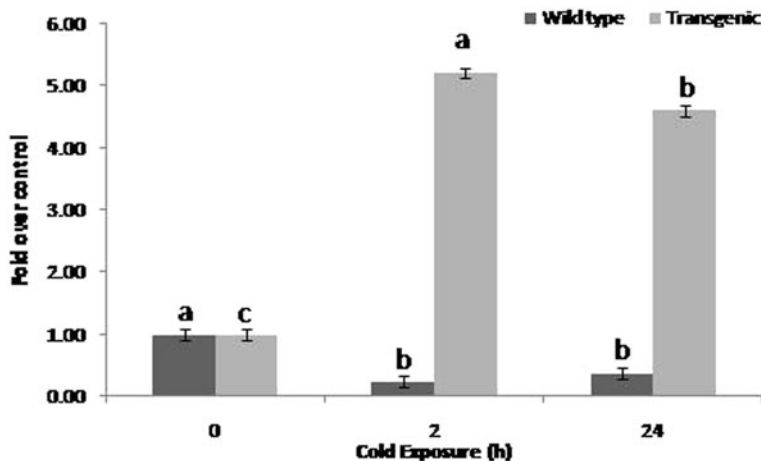 Wild type Transgenic
6.00
5.00
4.00
3.00
2.00
1.00
0.00
Fold over control
a c
b a
b b
0 2 24
Cold Exposure (h)